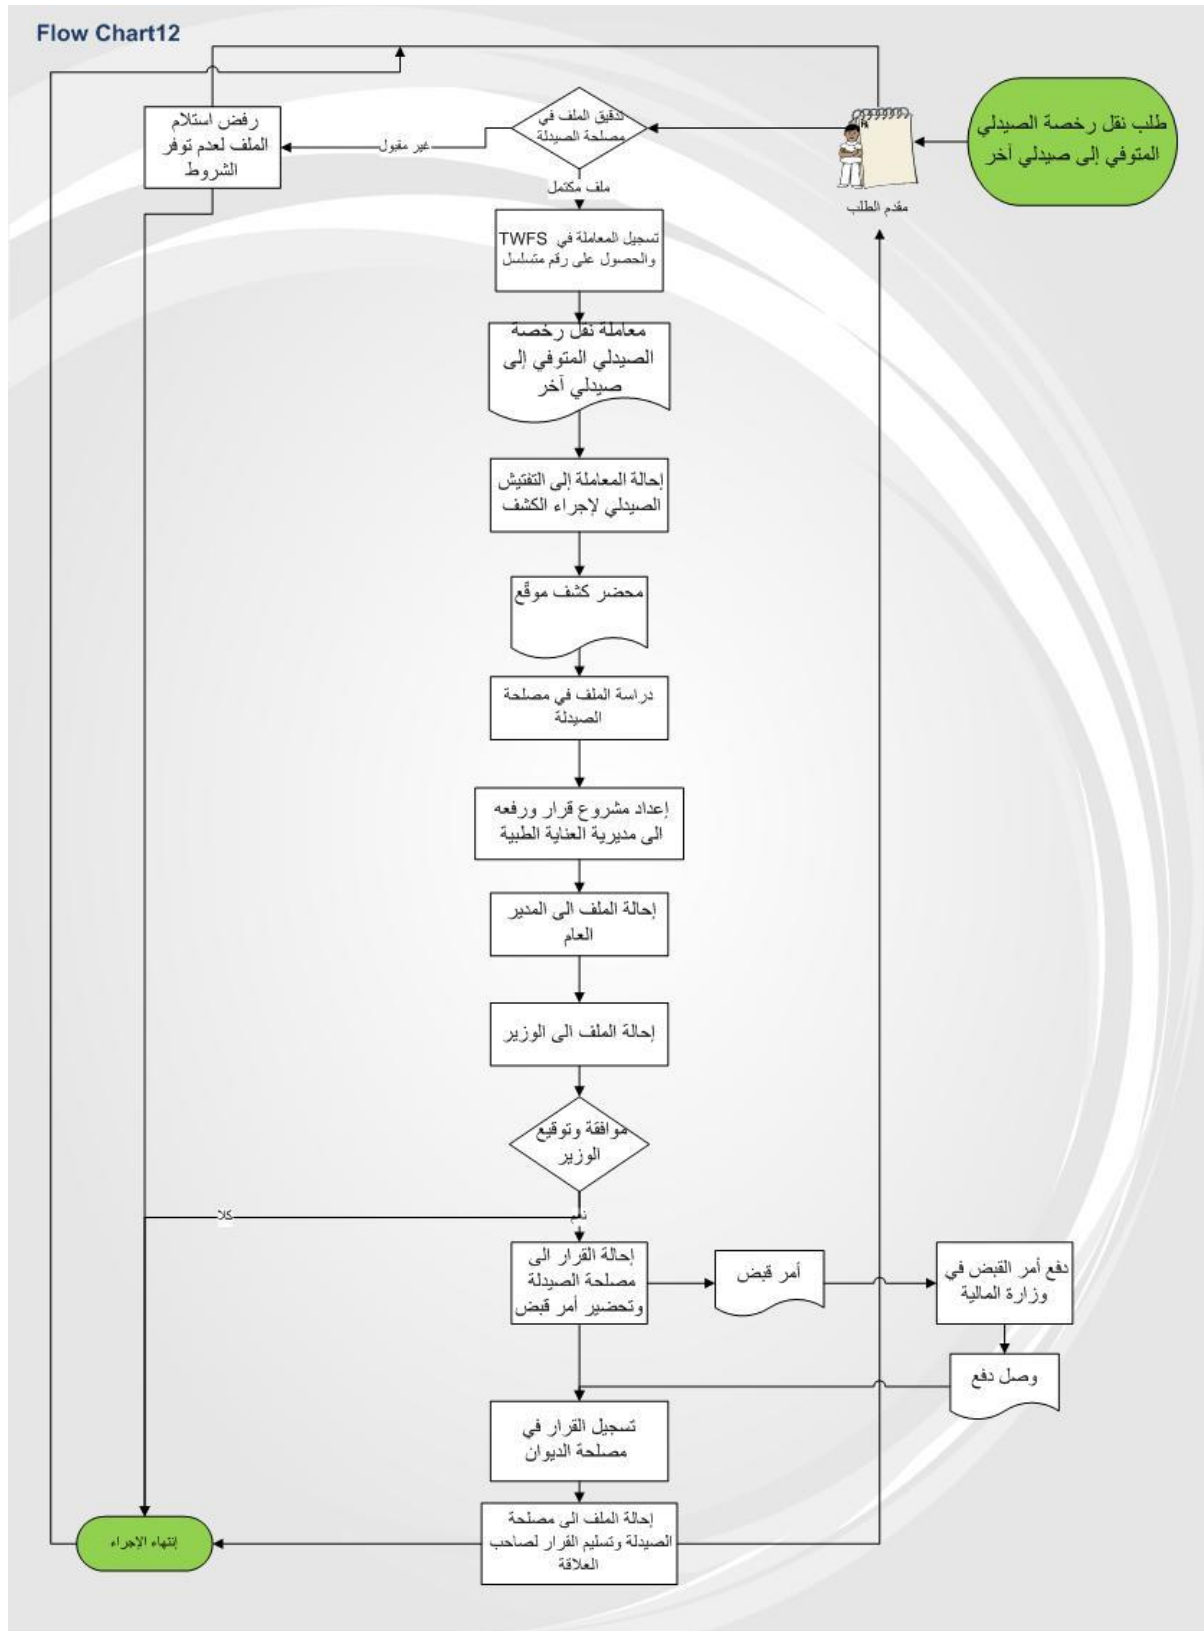 Flow Chart12
طلب نقل رخصة الصيدلي
المتوفي إلى صيدلي آخر
مقدم الطلب
تدقيق الملف في
مصلحة الصيدلة
غير مقبول
رفض استلام
الملف لعدم توفر
الشروط
ملف مكتمل
تسجيل المعاملة في TWFS
والحصول على رقم متسلسل
معاملة نقل رخصة
الصيدلي المتوفي إلى
صيدلي آخر
إحالة المعاملة إلى التفتيش
الصيدلي لإجراء الكشف
محضر كشف موقّع
دراسة الملف في مصلحة
الصيدلة
إعداد مشروع قرار ورفعه
الى مديرية العناية الطبية
إحالة الملف الى المدير
العام
إحالة الملف الى الوزير
موافقة وتوقيع
الوزير
كلا
نعم
إحالة القرار الى
مصلحة الصيدلة
وتحضير أمر قبض
أمر قبض
دفع أمر القبض في
وزارة المالية
وصل دفع
تسجيل القرار في
مصلحة الديوان
إحالة الملف الى مصلحة
الصيدلة وتسليم القرار لصاحب
العلاقة
إنتهاء الإجراء